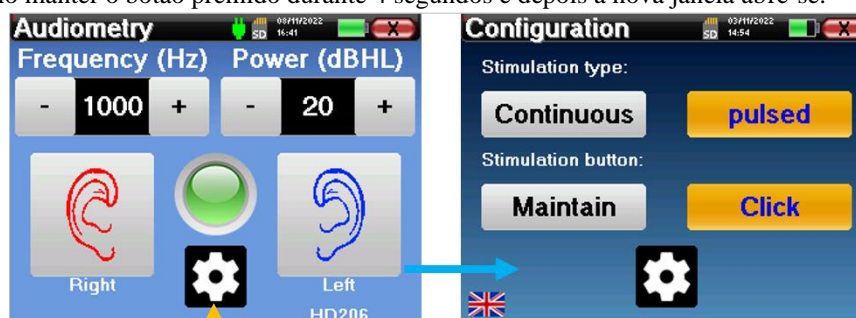 manter o botão premido durante 4 segundos e depois a nova janela abre-se.
Audiometry
SD
03/11/2022
16:41
X
Frequency (Hz)
Power (dBHL)
-
1000
+
-
20
+
Right
Left
HD206
Configuration
SD
03/11/2022
14:54
X
Stimulation type:
Continuous
pulsed
Stimulation button:
Maintain
Click